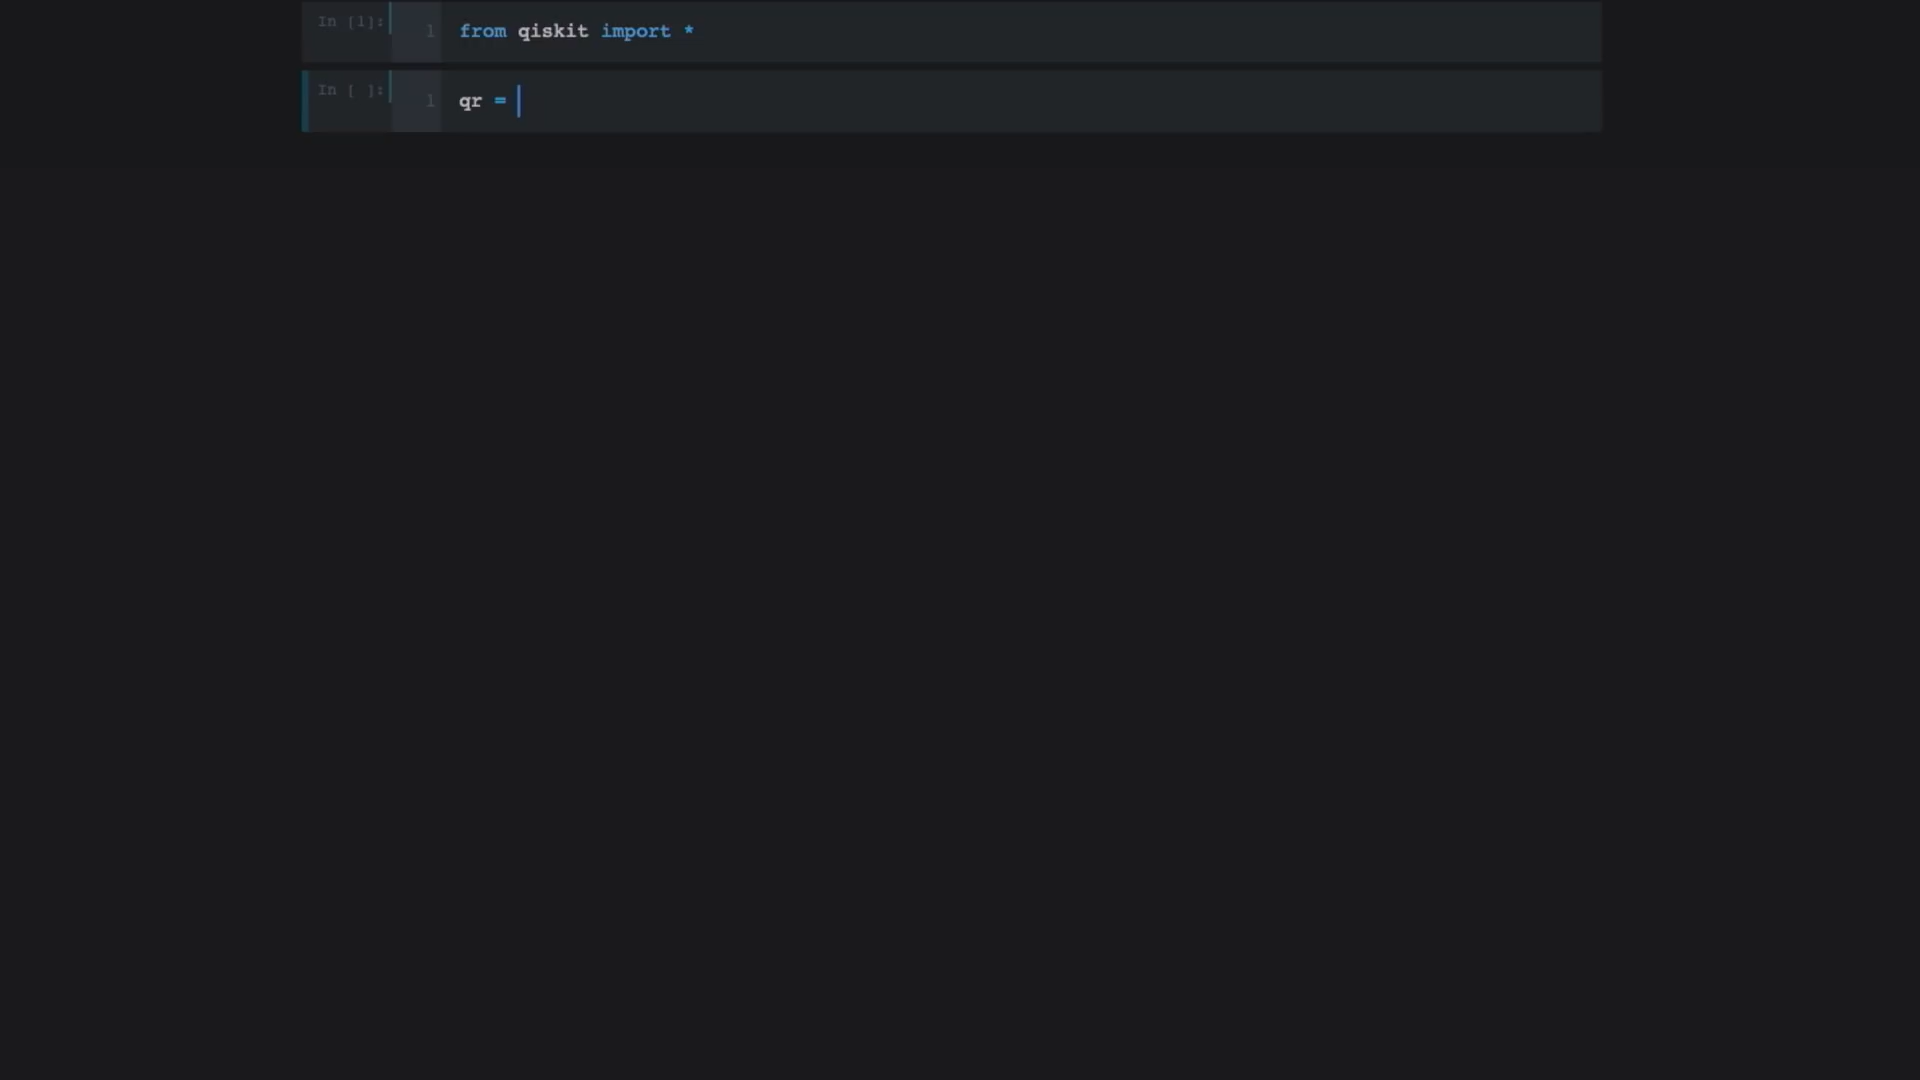 In [1]:
1 from qiskit import *
In [ ]:
1 qr =